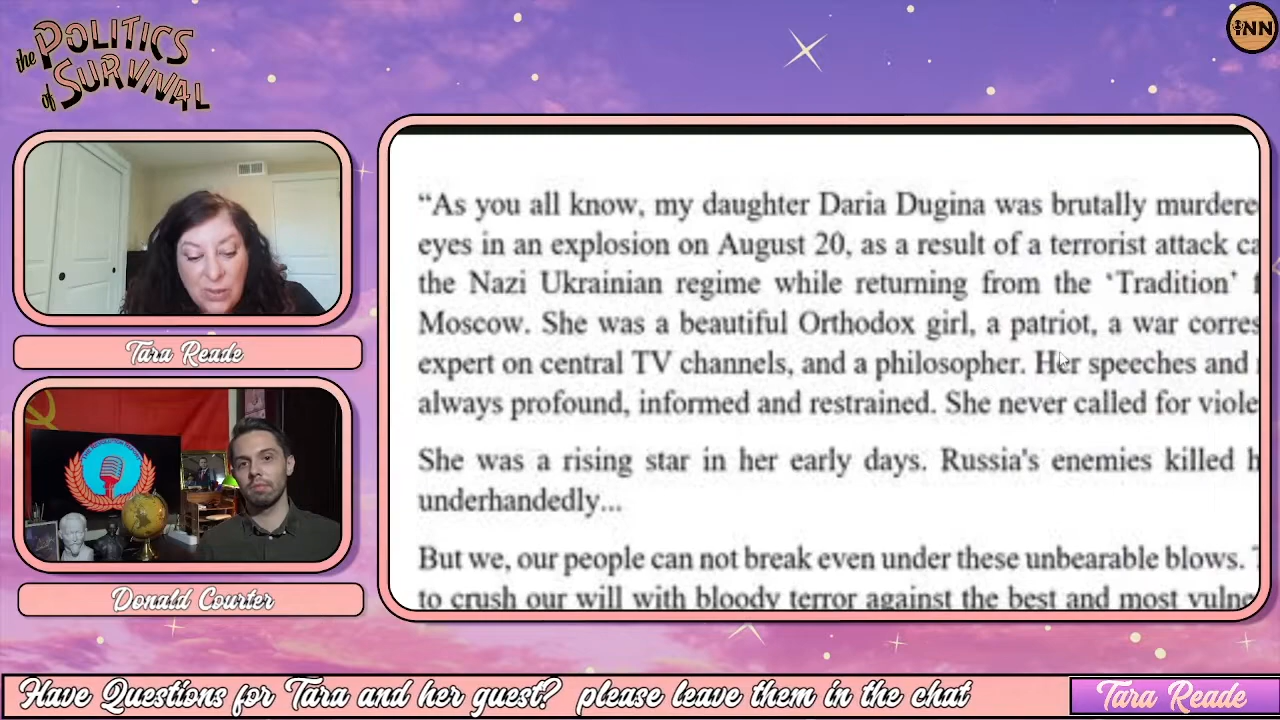 the POLITICS
of SURVIVAL
iNN
Tara Reade
Donald Courter
“As you all know, my daughter Daria Dugina was brutally murdere
eyes in an explosion on August 20, as a result of a terrorist attack ca
the Nazi Ukrainian regime while returning from the ‘Tradition’ f
Moscow. She was a beautiful Orthodox girl, a patriot, a war corres
expert on central TV channels, and a philosopher. Her speeches and
always profound, informed and restrained. She never called for viole
She was a rising star in her early days. Russia's enemies killed h
underhandedly...
But we, our people can not break even under these unbearable blows.
to crush our will with bloody terror against the best and most vulne
Have Questions for Tara and her guest? please leave them in the chat
Tara Reade